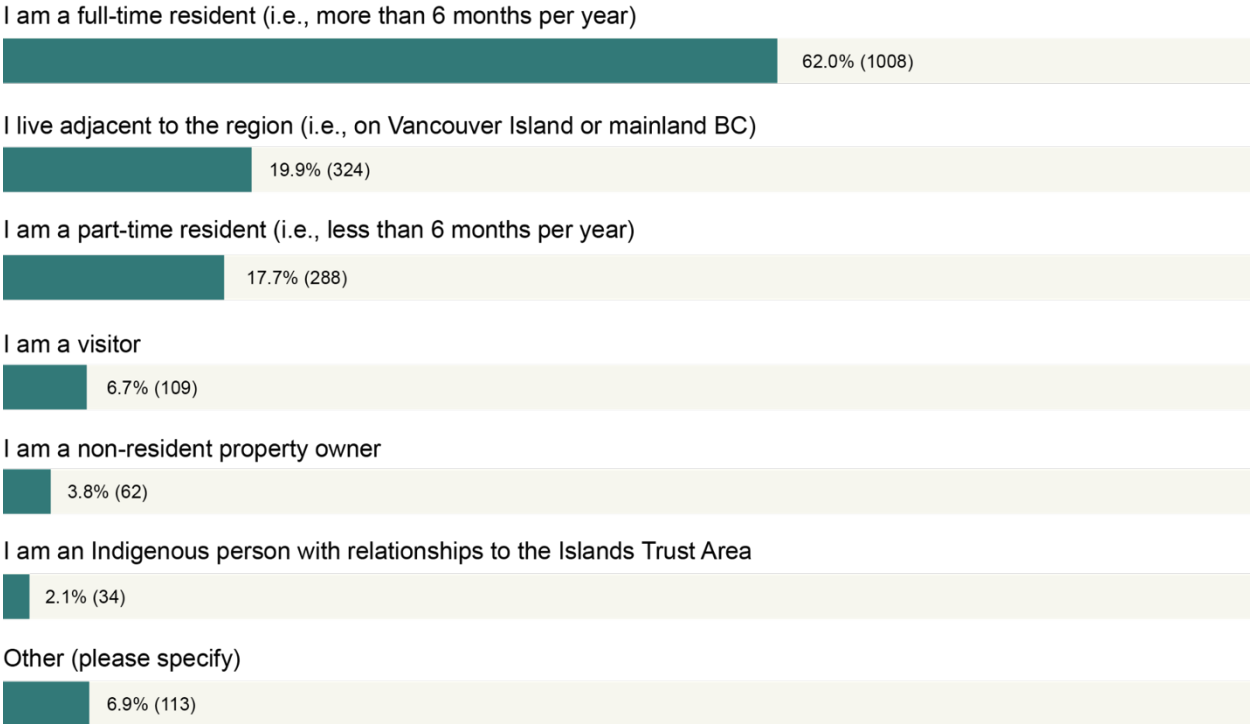 I am a full-time resident (i.e., more than 6 months per year)
62.0% (1008)
I live adjacent to the region (i.e., on Vancouver Island or mainland BC)
19.9% (324)
I am a part-time resident (i.e., less than 6 months per year)
17.7% (288)
I am a visitor
6.7% (109)
I am a non-resident property owner
3.8% (62)
I am an Indigenous person with relationships to the Islands Trust Area
2.1% (34)
Other (please specify)
6.9% (113)